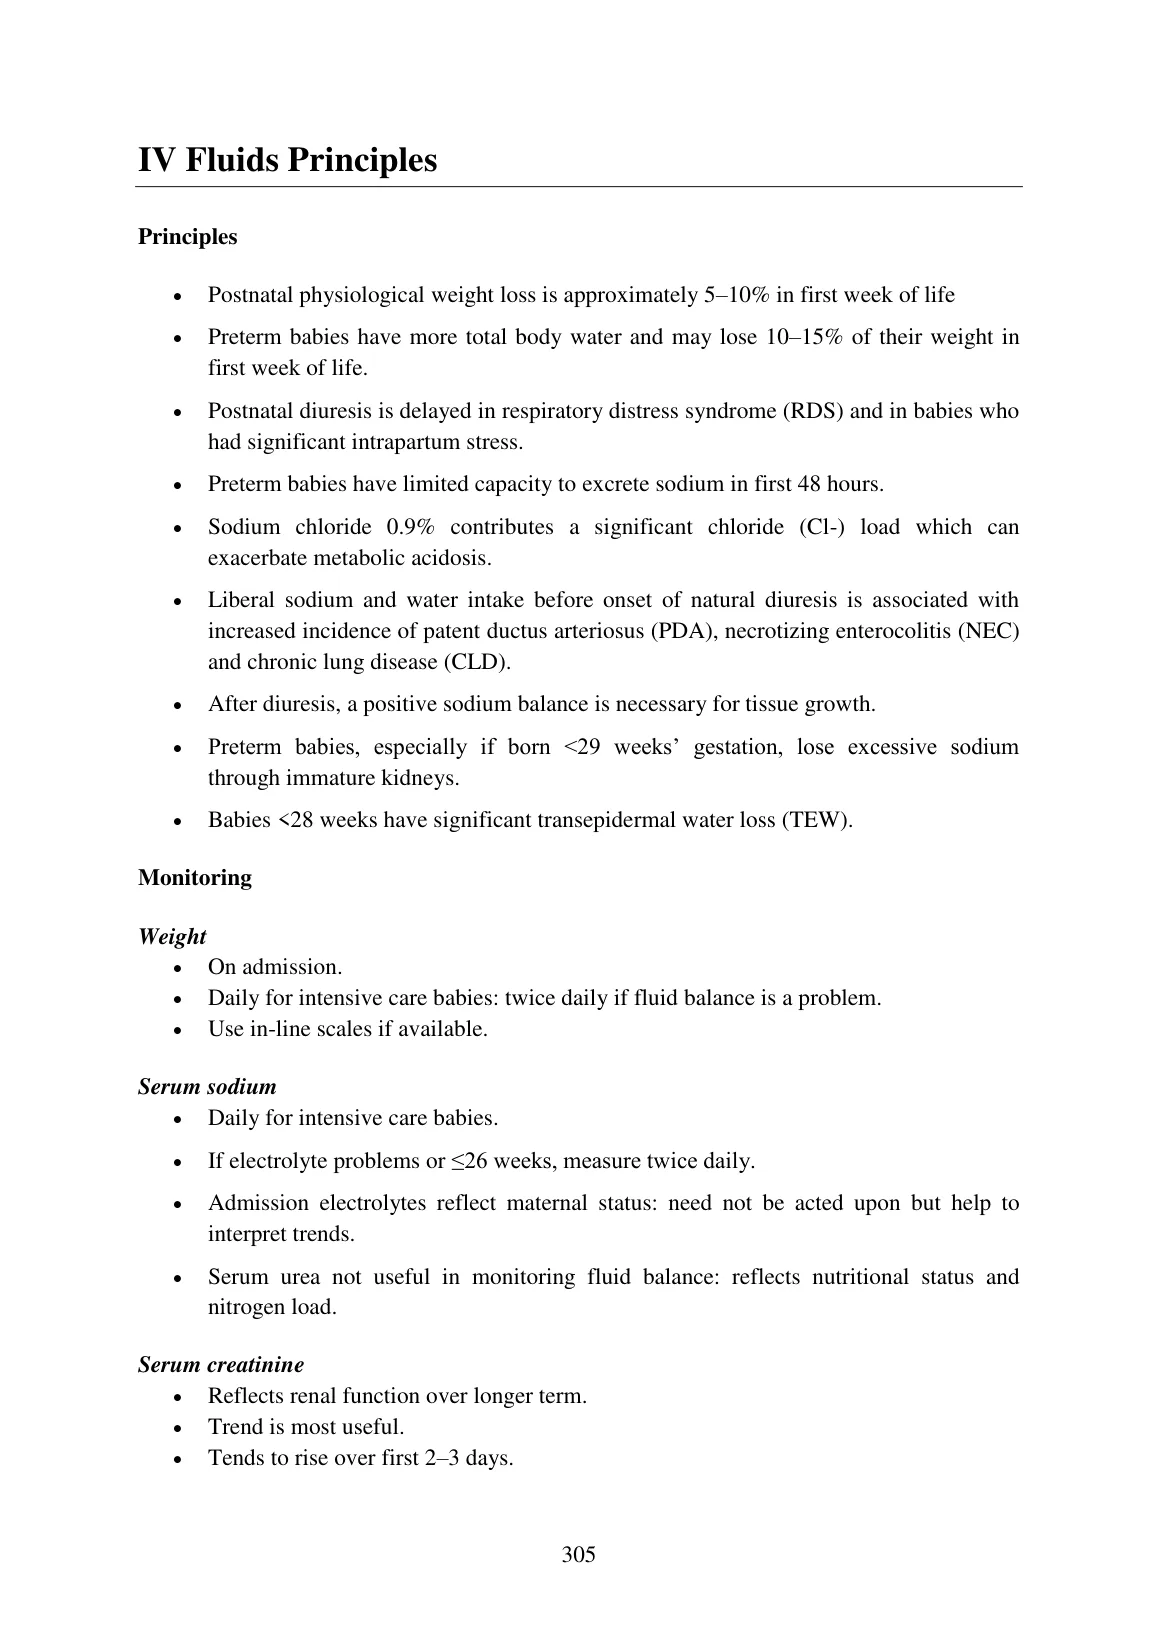 IV Fluids Principles
Principles
• Postnatal physiological weight loss is approximately 5–10% in first week of life
• Preterm babies have more total body water and may lose 10–15% of their weight in
first week of life.
• Postnatal diuresis is delayed in respiratory distress syndrome (RDS) and in babies who
had significant intrapartum stress.
• Preterm babies have limited capacity to excrete sodium in first 48 hours.
• Sodium chloride 0.9% contributes a significant chloride (Cl-) load which can
exacerbate metabolic acidosis.
• Liberal sodium and water intake before onset of natural diuresis is associated with
increased incidence of patent ductus arteriosus (PDA), necrotizing enterocolitis (NEC)
and chronic lung disease (CLD).
• After diuresis, a positive sodium balance is necessary for tissue growth.
• Preterm babies, especially if born <29 weeks’ gestation, lose excessive sodium
through immature kidneys.
• Babies <28 weeks have significant transepidermal water loss (TEW).
Monitoring
Weight
• On admission.
• Daily for intensive care babies: twice daily if fluid balance is a problem.
• Use in-line scales if available.
Serum sodium
• Daily for intensive care babies.
• If electrolyte problems or ≤26 weeks, measure twice daily.
• Admission electrolytes reflect maternal status: need not be acted upon but help to
interpret trends.
• Serum urea not useful in monitoring fluid balance: reflects nutritional status and
nitrogen load.
Serum creatinine
• Reflects renal function over longer term.
• Trend is most useful.
• Tends to rise over first 2–3 days.
305